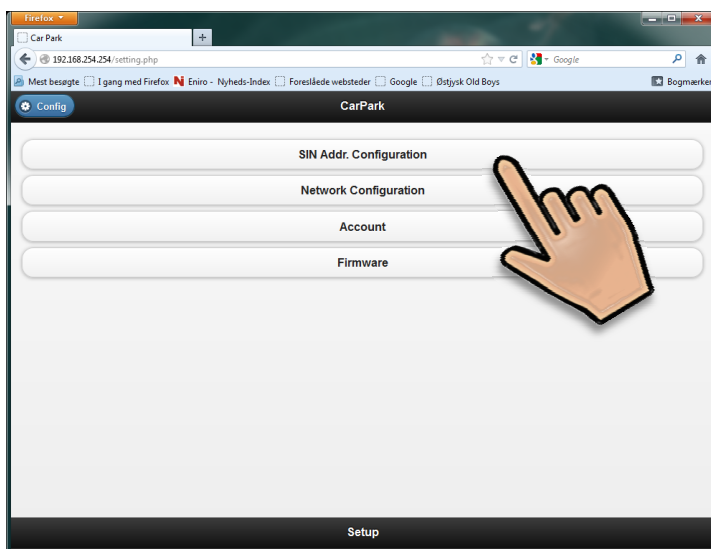 Firefox
Car Park
192.168.254.254/setting.php
Google
Mest besøgte I gang med Firefox Eniro - Nyheds-Index Foreslåede websteder Google Østjysk Old Boys Bogmærker
Config
CarPark
SIN Addr. Configuration
Network Configuration
Account
Firmware
Setup